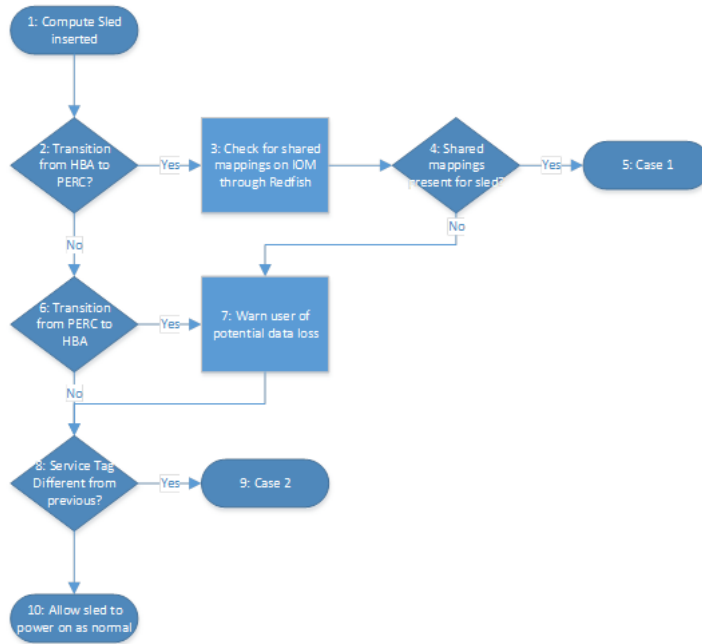 1: Compute Sled
inserted
2: Transition
from HBA to
PERC?
Yes
3: Check for shared
mappings on IOM
through Redfish
4: Shared
mappings
present for sled?
Yes
5: Case 1
No
No
6: Transition
from PERC to
HBA
Yes
7: Warn user of
potential data loss
No
8: Service Tag
Different from
previous?
Yes
9: Case 2
10: Allow sled to
power on as normal